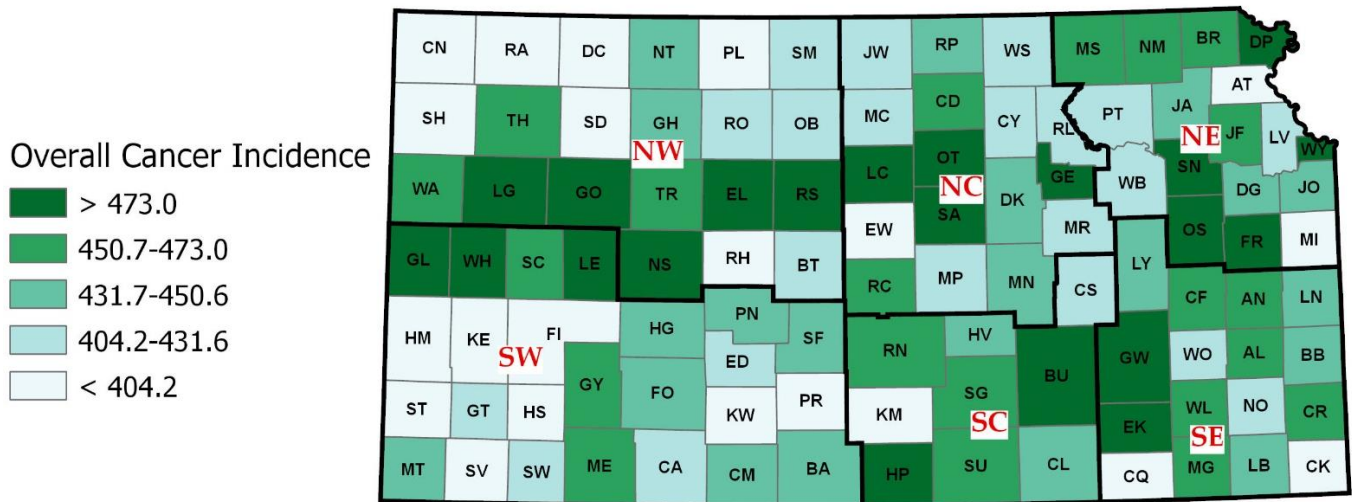 Overall Cancer Incidence
> 473.0
450.7-473.0
431.7-450.6
404.2-431.6
< 404.2
CN RA DC NT PL SM JW RP WS MS NM BR DP
AT
SH TH SD GH RO OB MC CD CY RL PT JA JF LV
NW NE
WA LG GO TR EL RS LC OT GE WB SN WY
NC DG JO
SA DK
EW MR OS FR MI
GL WH SC LE NS RH BT LY
RC MP MN CS CF AN LN
HM KE FI HG PN SF RN HV GW WO AL BB
SW ED BU
ST GT HS GY FO KW PR KM SG WL NO CR
SC EK SE
MT SV SW ME CA CM BA HP SU CL CQ MG LB CK